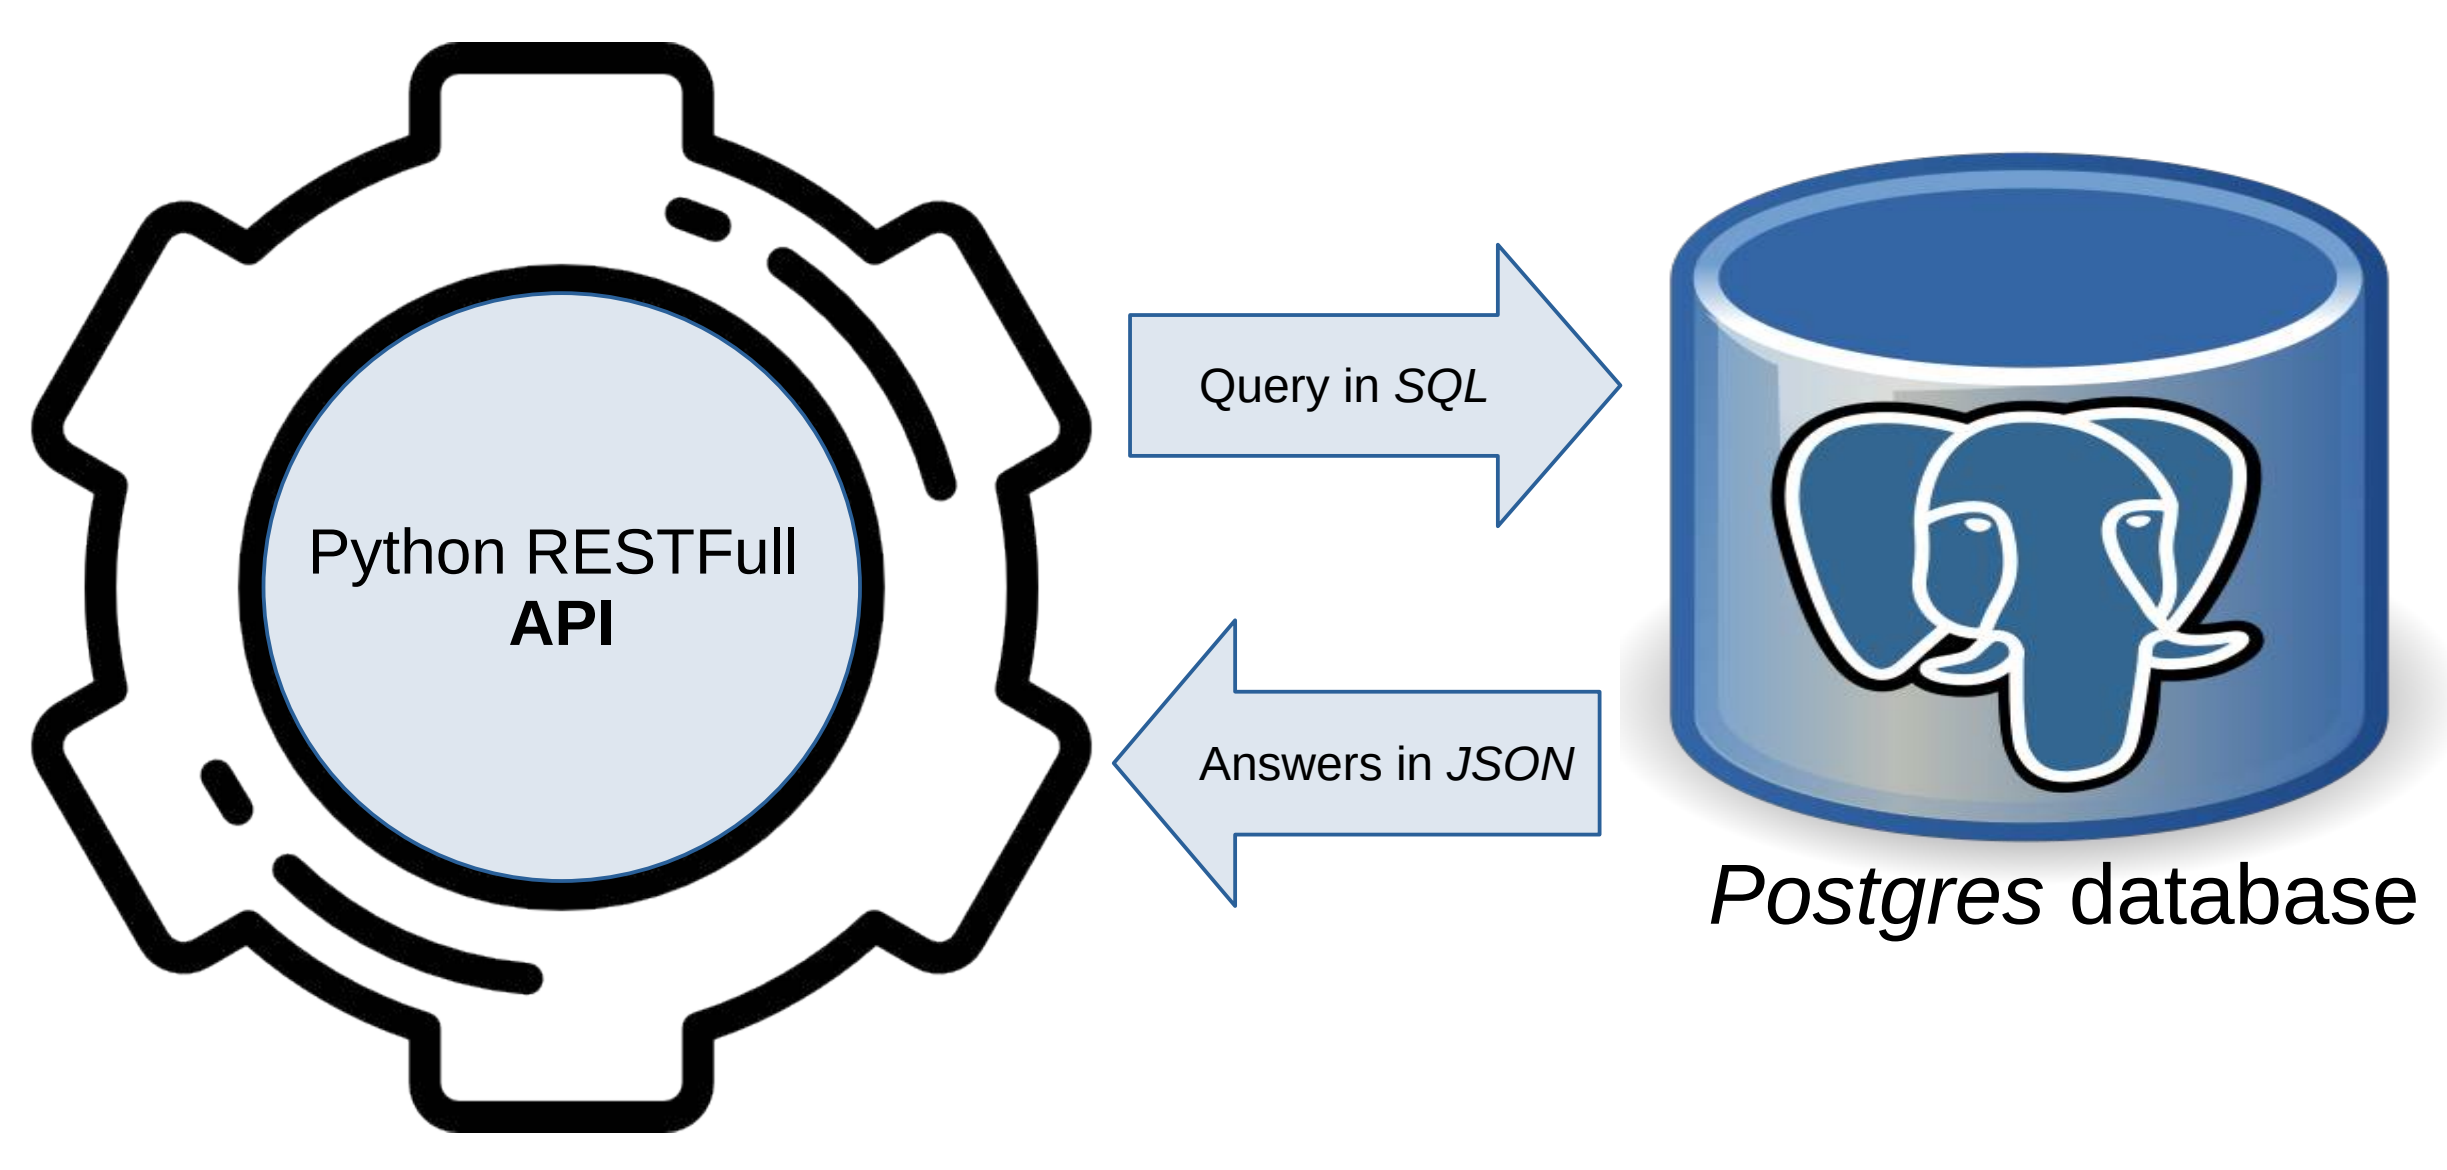 Python RESTFull
API
Query in SQL
Answers in JSON
Postgres database